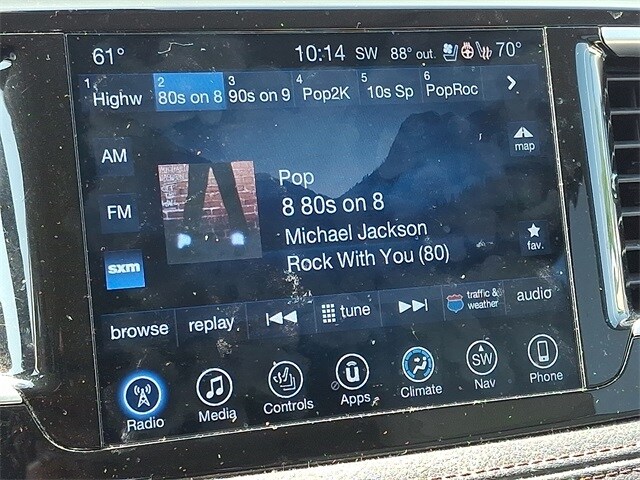 61° 10:14 SW 88° out. 70°
1 Highw 2 80s on 8 3 90s on 9 4 Pop2K 5 10s Sp 6 PopRoc
AM
map
Pop
FM
8 80s on 8
Michael Jackson
fav.
sxm
Rock With You (80)
browse replay tune traffic & weather audio
Radio Media Controls Apps Climate SW Nav Phone